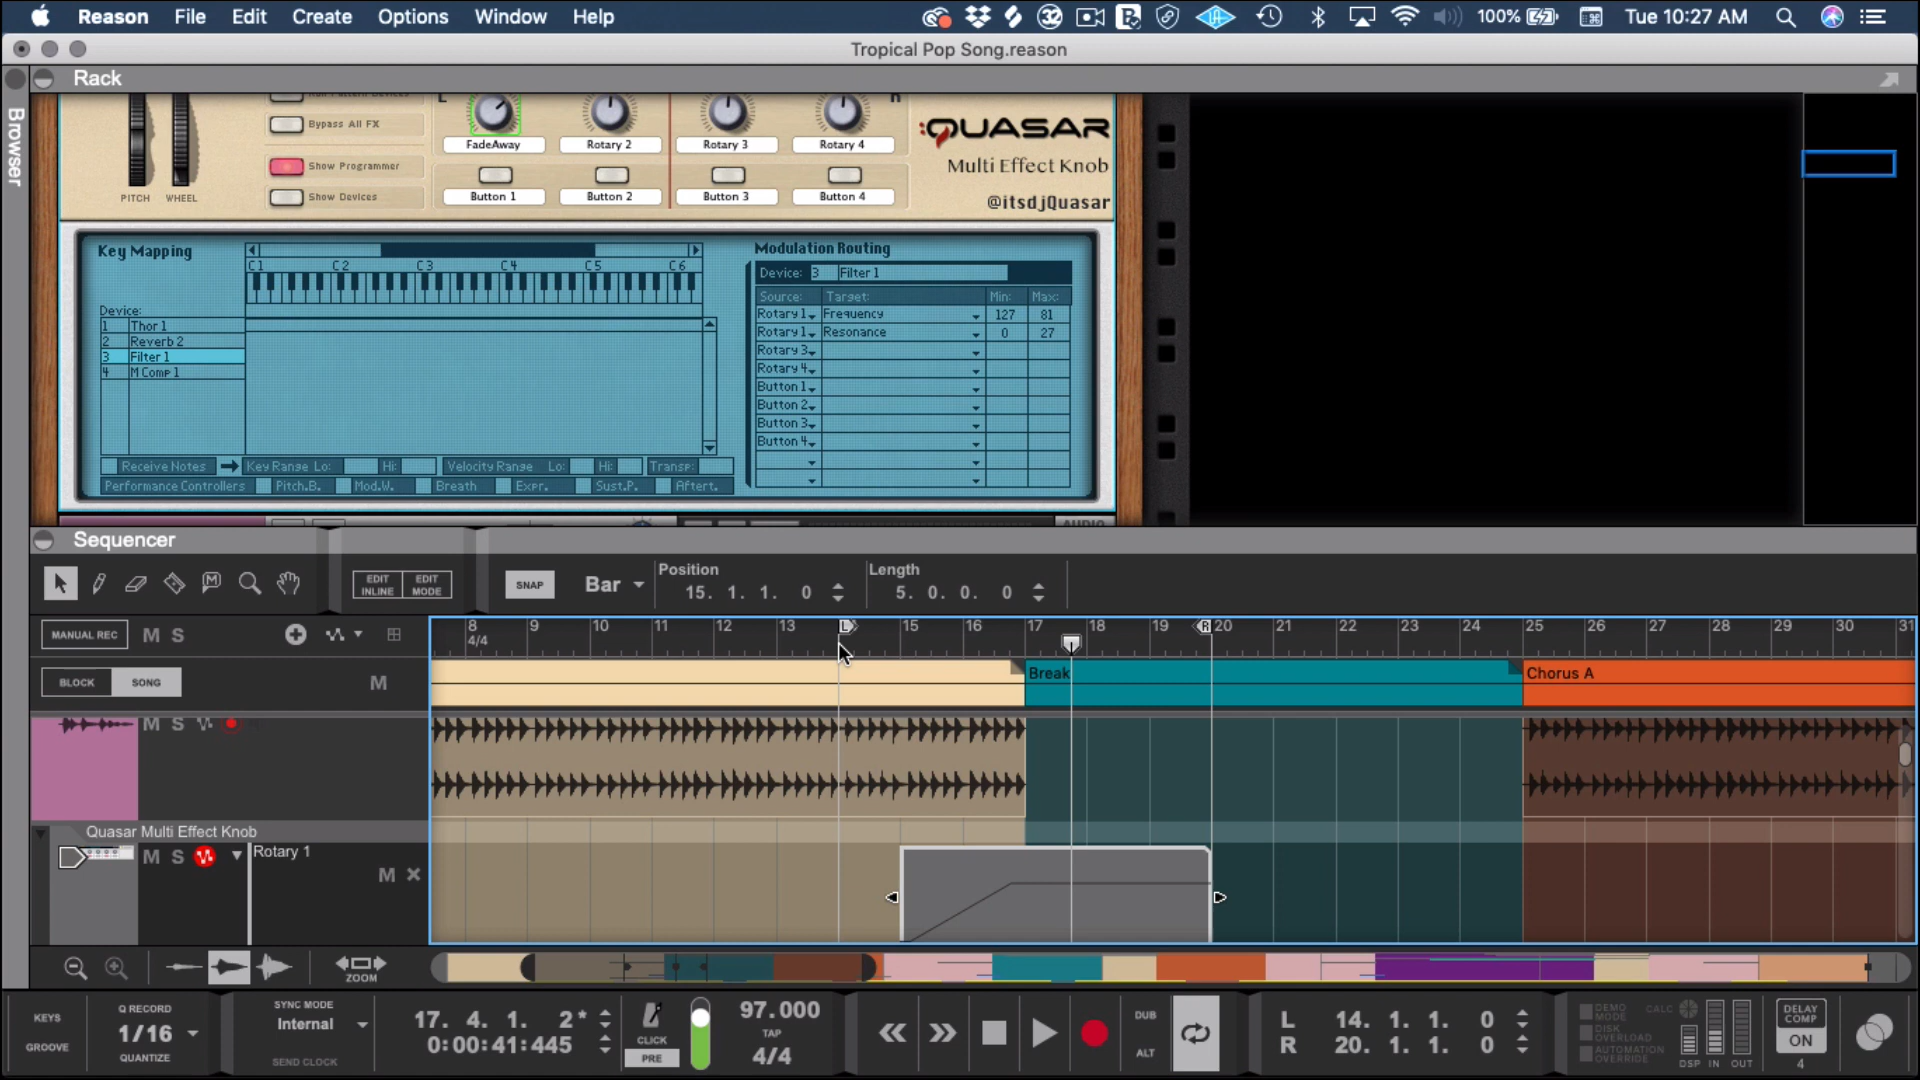 Reason File Edit Create Options Window Help
100% Tue 10:27 AM
Tropical Pop Song.reason
Rack
Browser
L R
Bypass All FX
Show Programmer
Show Devices
PITCH WHEEL
FadeAway Rotary 2 Rotary 3 Rotary 4
Button 1 Button 2 Button 3 Button 4
QUASAR
Multi Effect Knob
@itsdjQuasar
Key Mapping
C1 C2 C3 C4 C5 C6
Device:
1 Thor 1
2 Reverb 2
3 Filter 1
4 M Comp 1
Receive Notes Key Range Lo: Hi: Velocity Range Lo: Hi: Transp:
Performance Controllers Pitch.B. Mod.W. Breath Expr. Sust.P. Aftert.
Modulation Routing
Device: 3 Filter 1
Source: Target: Min: Max:
Rotary 1 Frequency 127 81
Rotary 1 Resonance 0 27
Rotary 3
Rotary 4
Button 1
Button 2
Button 3
Button 4
AUDIO
Sequencer
EDIT INLINE EDIT MODE
SNAP Bar
Position 15. 1. 1. 0
Length 5. 0. 0. 0
MANUAL REC M S
8 9 10 11 12 13 L 15 16 17 18 19 R 20 21 22 23 24 25 26 27 28 29 30 31
4/4
BLOCK SONG M
Break Chorus A
M S
Quasar Multi Effect Knob
M S Rotary 1
M
ZOOM
KEYS
GROOVE
Q RECORD
1/16
QUANTIZE
SYNC MODE
Internal
SEND CLOCK
17. 4. 1. 2*
0:00:41:445
CLICK
PRE
97.000
TAP
4/4
DUB
ALT
L 14. 1. 1. 0
R 20. 1. 1. 0
DEMO MODE
DISK OVERLOAD
AUTOMATION OVERRIDE
CALC
DSP IN OUT
DELAY COMP
ON
4